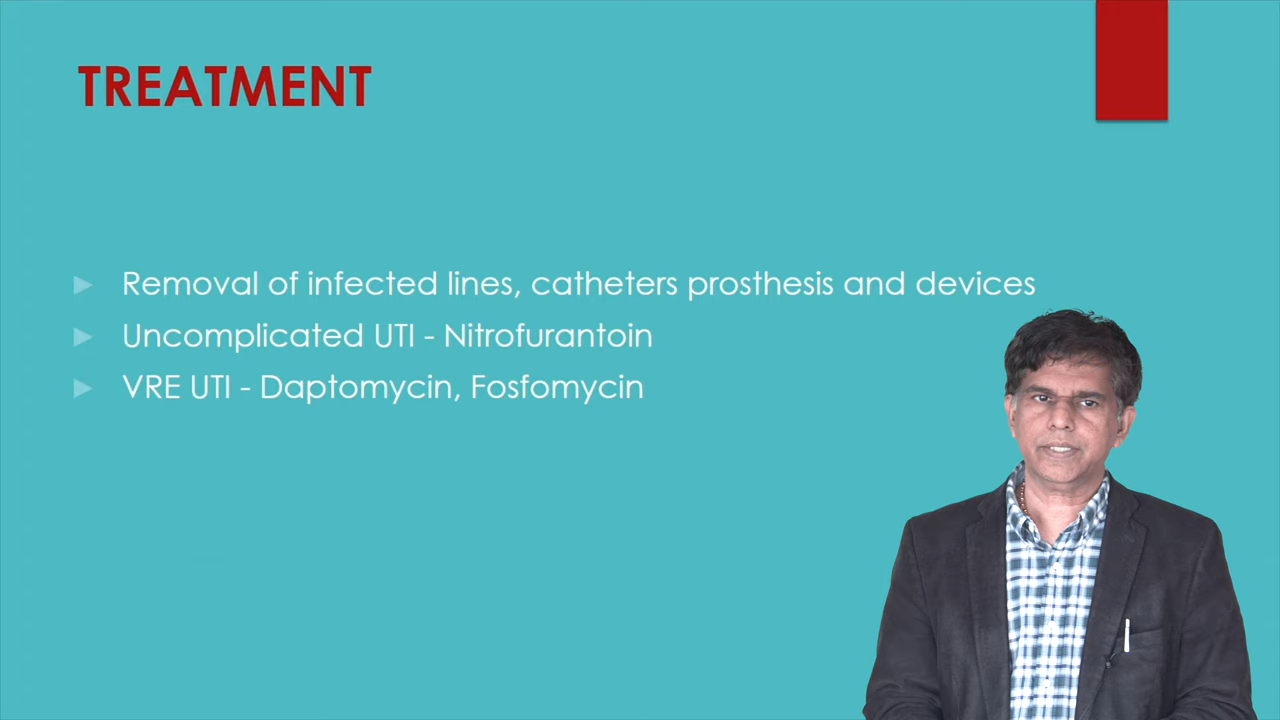 TREATMENT
Removal of infected lines, catheters prosthesis and devices
Uncomplicated UTI - Nitrofurantoin
VRE UTI - Daptomycin, Fosfomycin